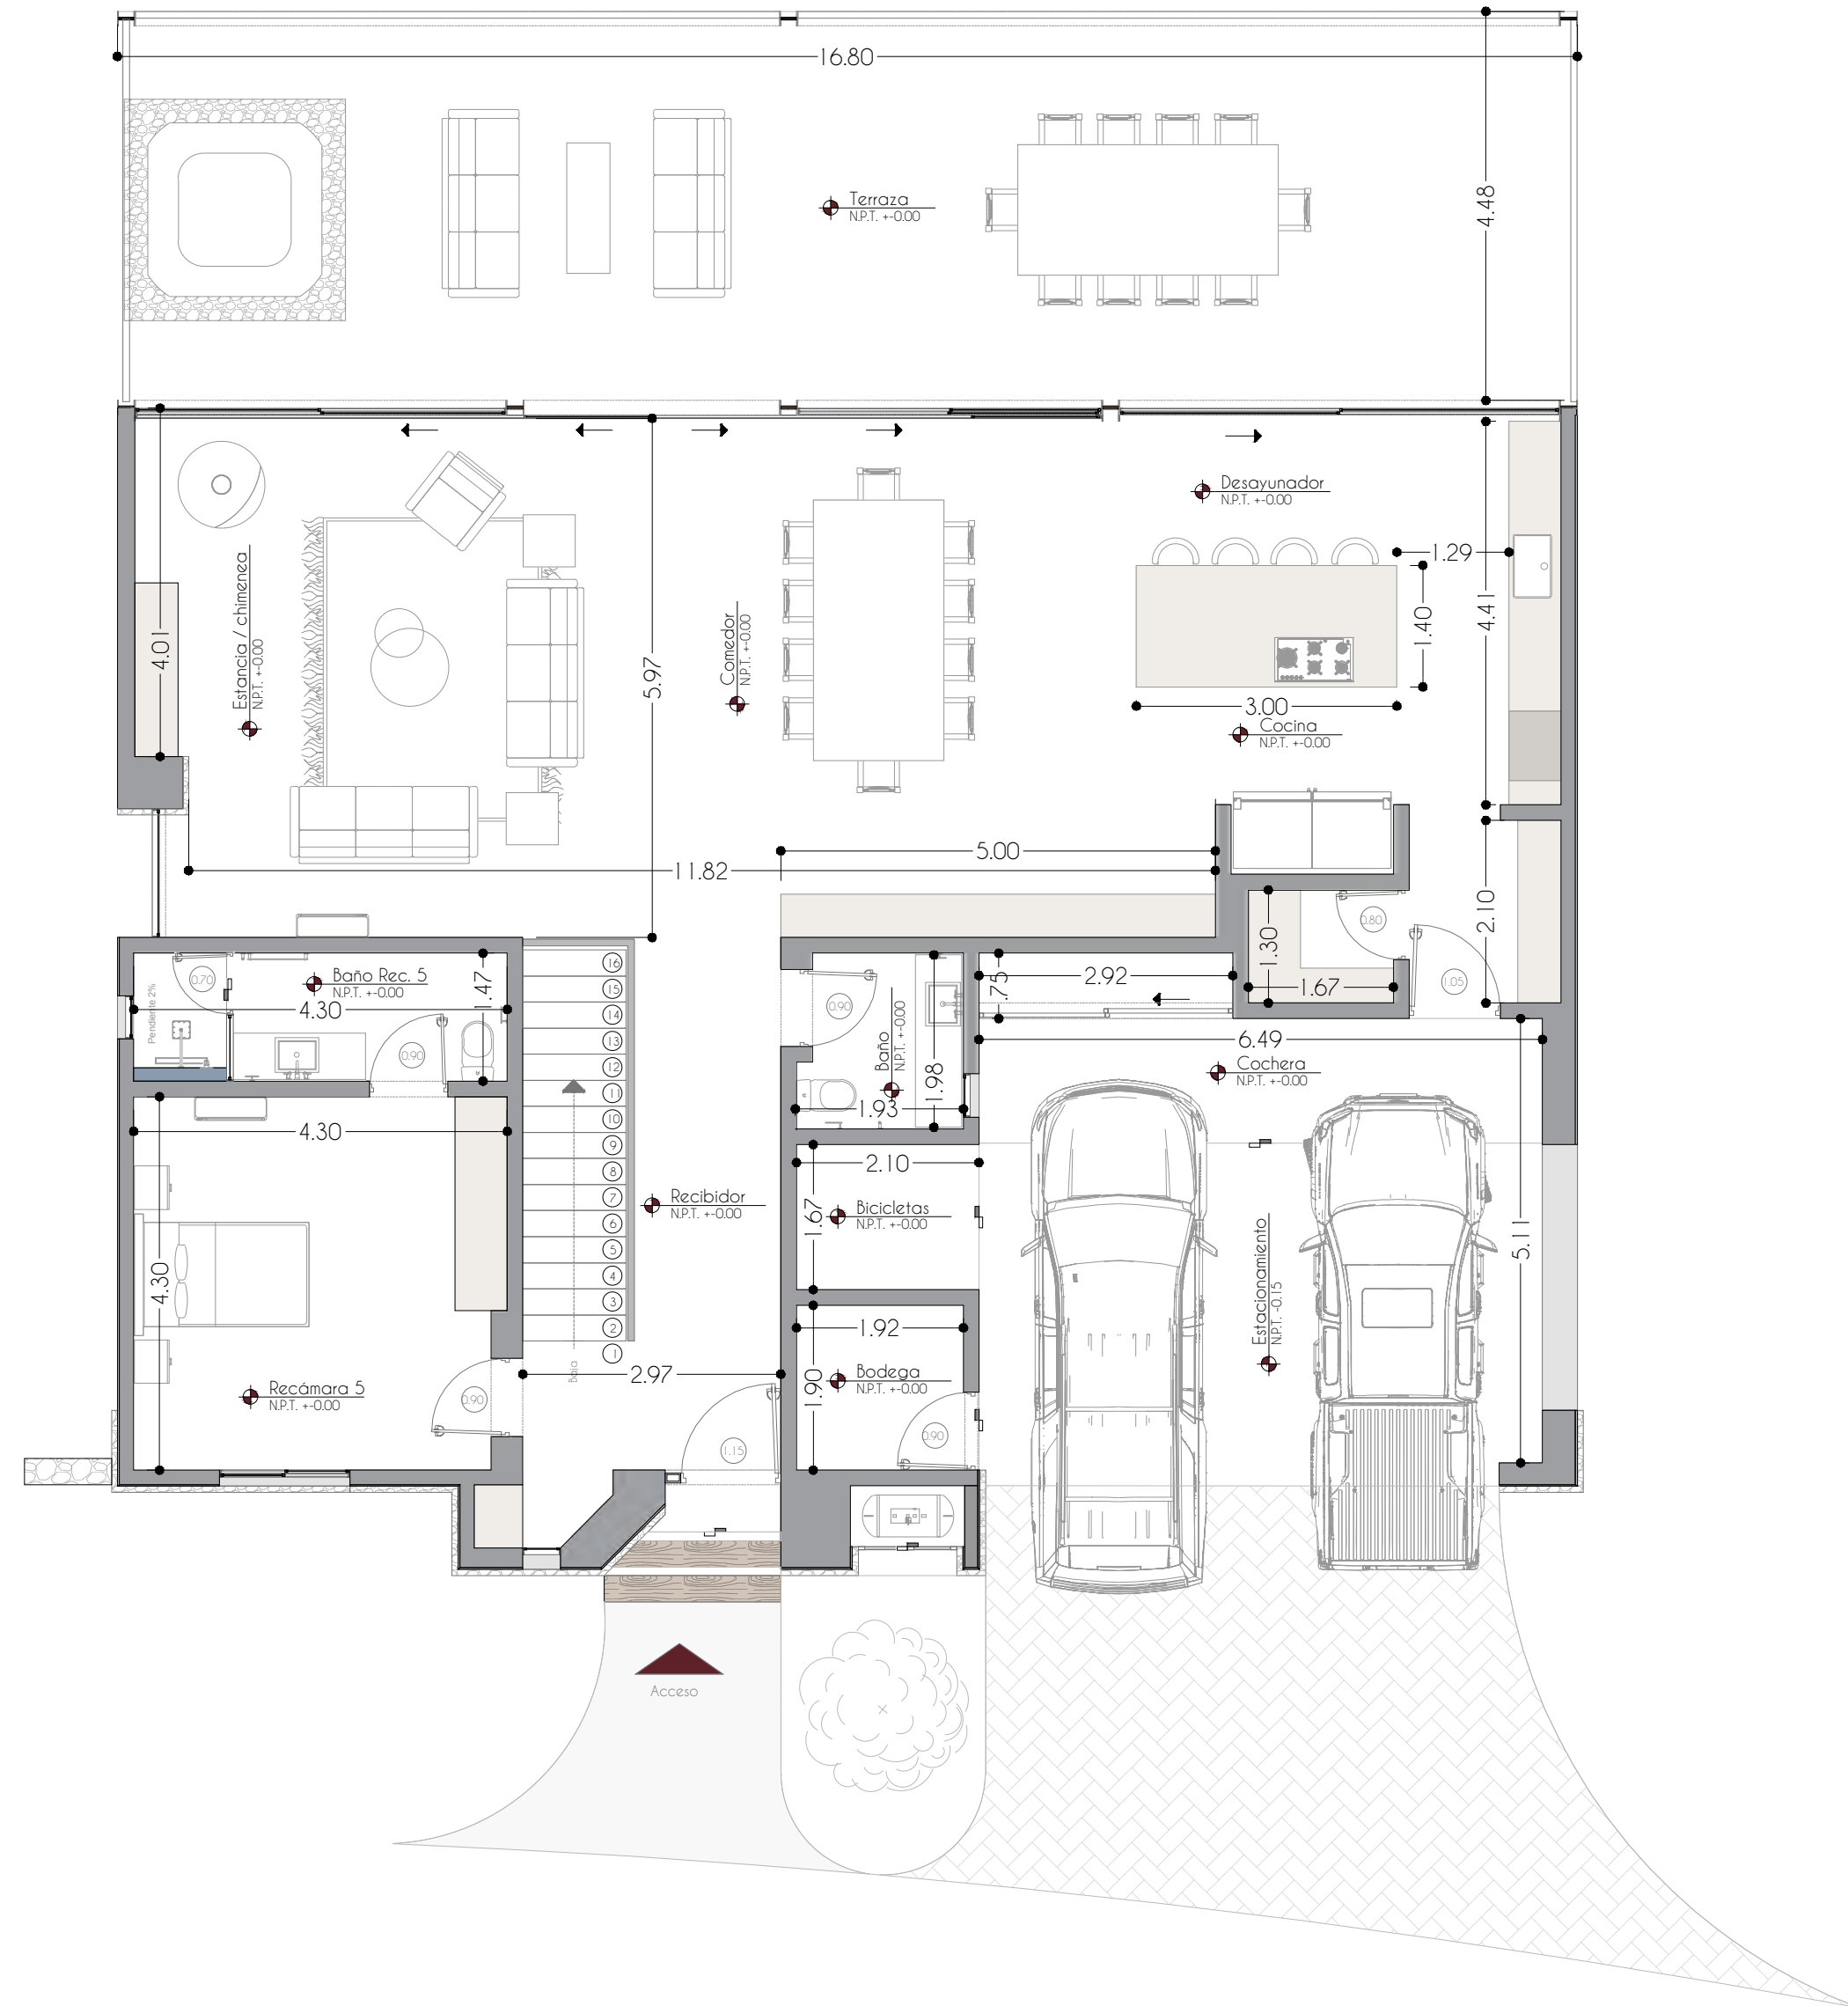 16.80
Terraza
N.P.T. +-0.00
4.48
Desayunador
N.P.T. +-0.00
1.29
4.41
1.40
3.00
Cocina
N.P.T. +-0.00
Estancia / chimenea
N.P.T. +-0.00
4.01
5.97
Comedor
N.P.T. +-0.00
5.00
11.82
2.10
0.80
1.30
1.67
1.05
Baño Rec. 5
N.P.T. +-0.00
0.70
Pendiente 2%
4.30
1.47
0.90
16
15
14
13
12
11
10
9
8
7
6
5
4
3
2
1
Baja
0.90
Baño
N.P.T. +-0.00
1.98
1.93
.75
2.92
6.49
Cochera
N.P.T. +-0.00
4.30
4.30
Recámara 5
N.P.T. +-0.00
0.90
Recibidor
N.P.T. +-0.00
2.97
1.15
2.10
1.67
Bicicletas
N.P.T. +-0.00
1.92
1.90
Bodega
N.P.T. +-0.00
0.90
Estacionamiento
N.P.T. -0.15
5.11
Acceso